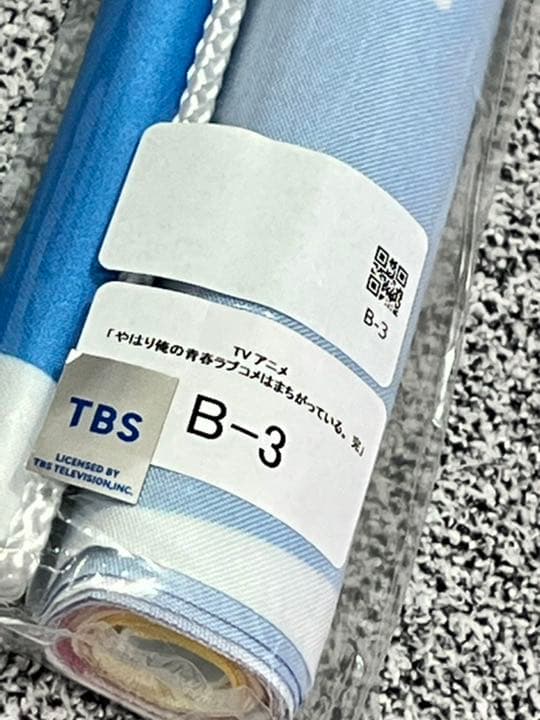 B-3
TVアニメ
「やはり俺の青春ラブコメはまちがっている。完」
B-3
TBS
LICENSED BY
TBS TELEVISION,INC.